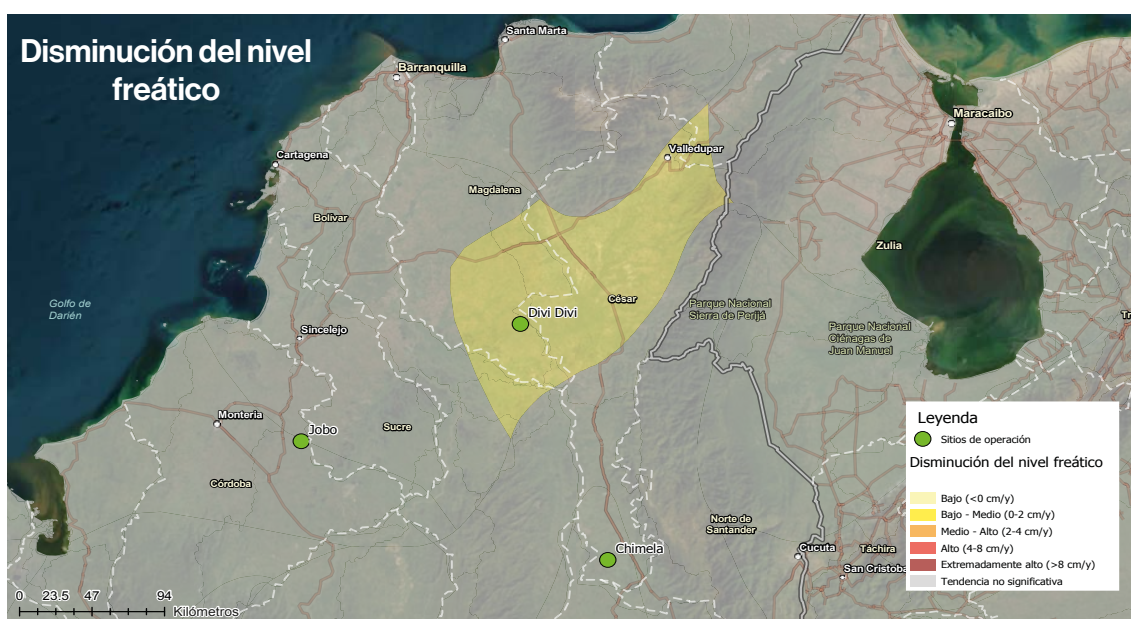 Disminución del nivel
freático
Santa Marta
Barranquilla
Maracaibo
Cartagena
Valledupar
Magdalena
Bolívar
Zulia
Golfo de
Darién
César
Parque Nacional
Sierra de Perijá
Divi Divi
Parque Nacional
Ciénagas de
Juan Manuel
Tr
Sincelejo
Monteria
Jobo
Sucre
Córdoba
Norte de
Santander
Chimela
Cucuta
Táchira
San Cristoba
Leyenda
Sitios de operación
Disminución del nivel freático
Bajo (<0 cm/y)
Bajo - Medio (0-2 cm/y)
Medio - Alto (2-4 cm/y)
Alto (4-8 cm/y)
Extremadamente alto (>8 cm/y)
Tendencia no significativa
0 23.5 47 94
Kilómetros